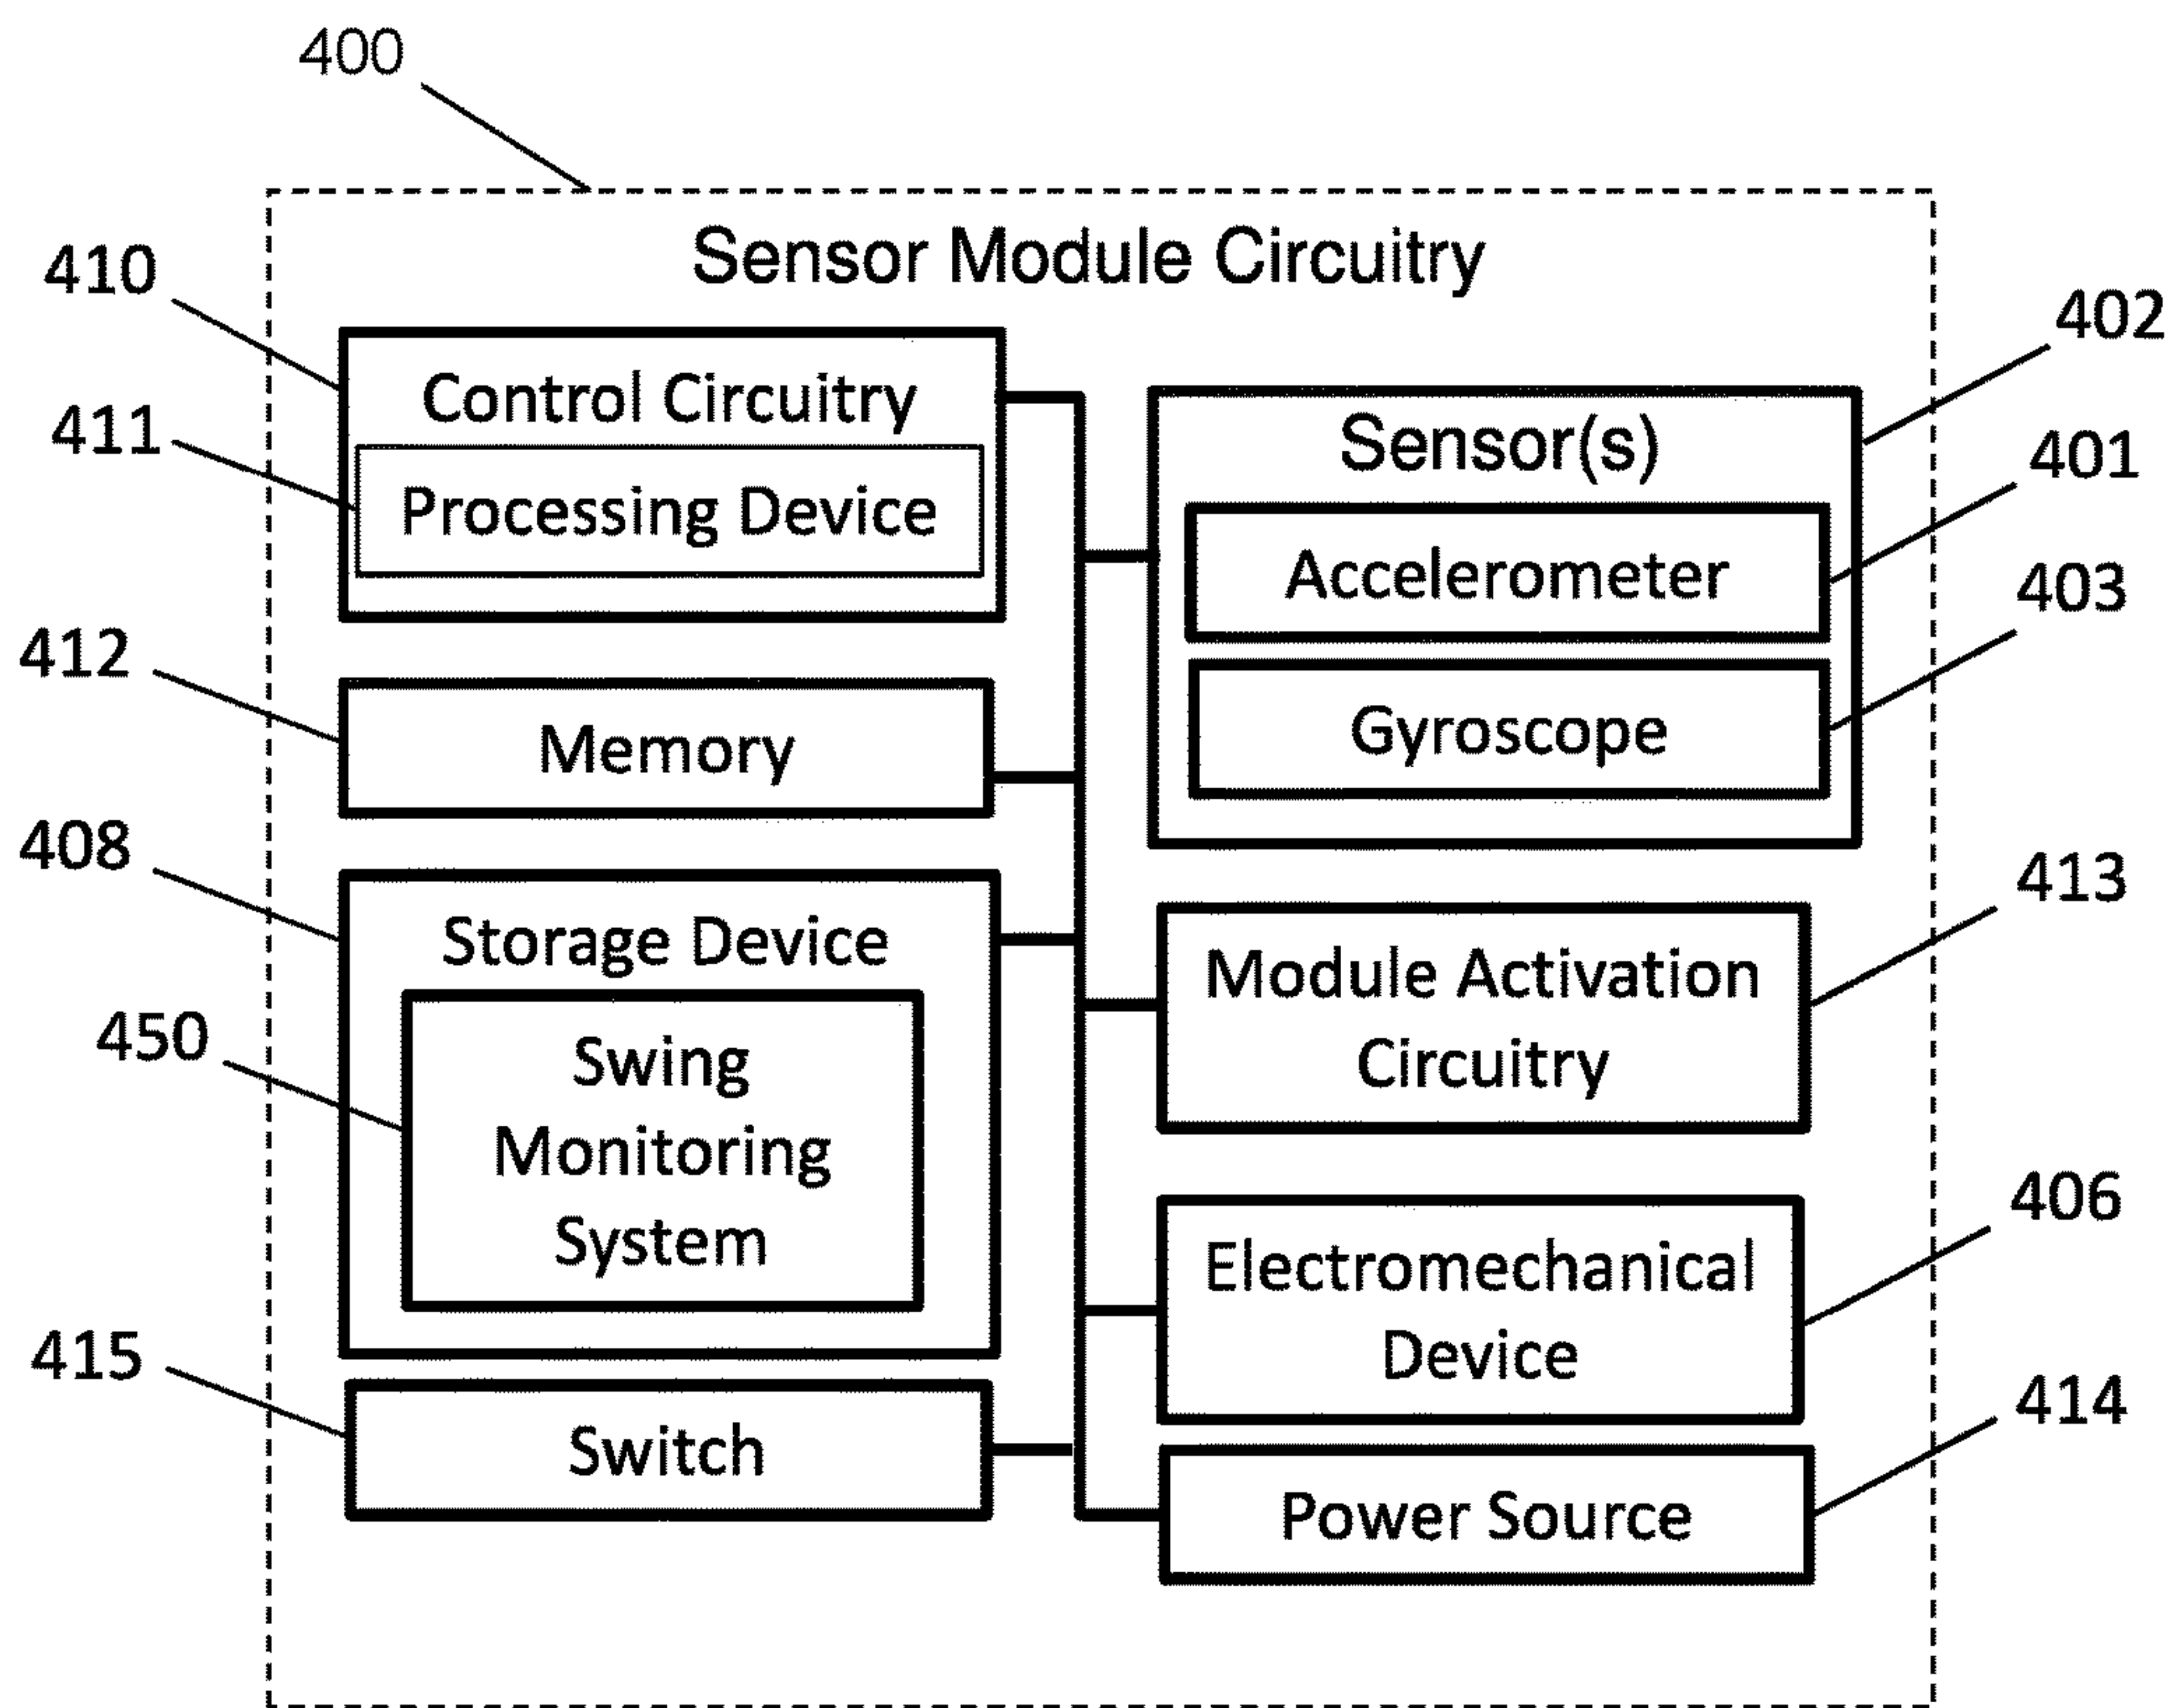 400
Sensor Module Circuitry
410
Control Circuitry
411
Processing Device
412
Memory
408
Storage Device
450
Swing
Monitoring
System
415
Switch
402
Sensor(s)
401
Accelerometer
403
Gyroscope
413
Module Activation
Circuitry
406
Electromechanical
Device
414
Power Source